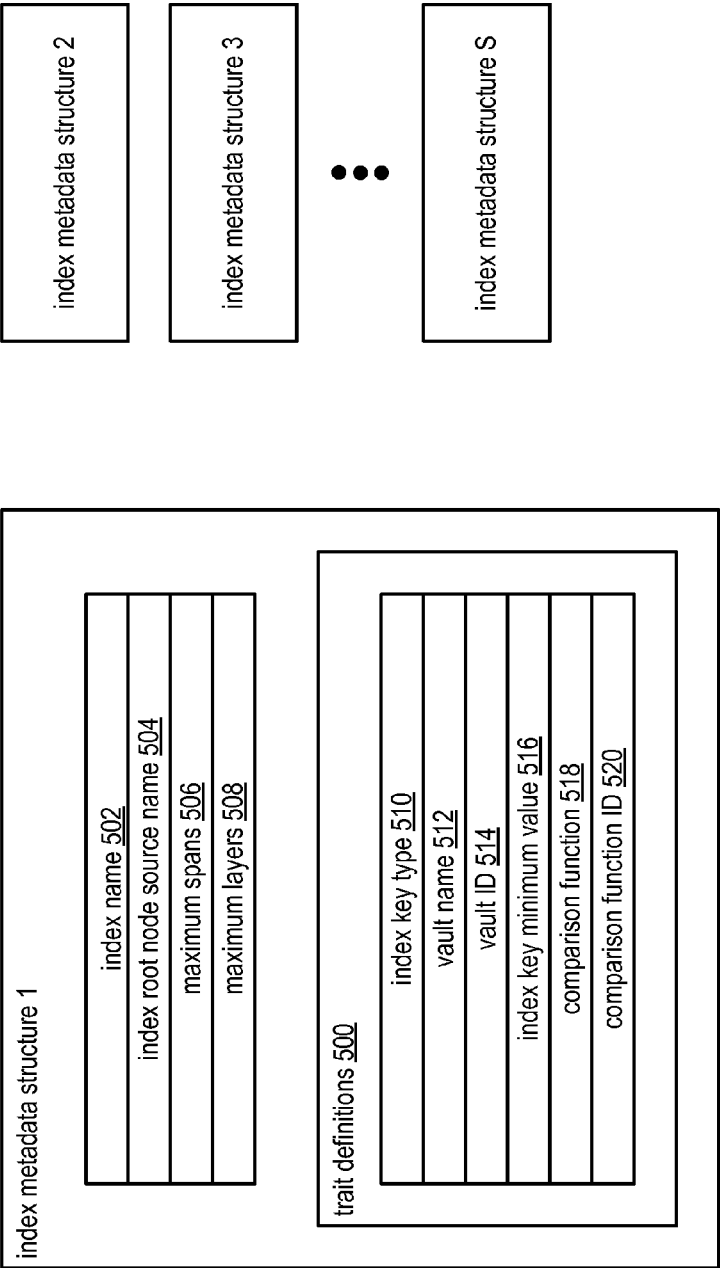 index metadata structure 1
index name 502
index root node source name 504
maximum spans 506
maximum layers 508
trait definitions 500
index key type 510
vault name 512
vault ID 514
index key minimum value 516
comparison function 518
comparison function ID 520
index metadata structure 2
index metadata structure 3
index metadata structure S